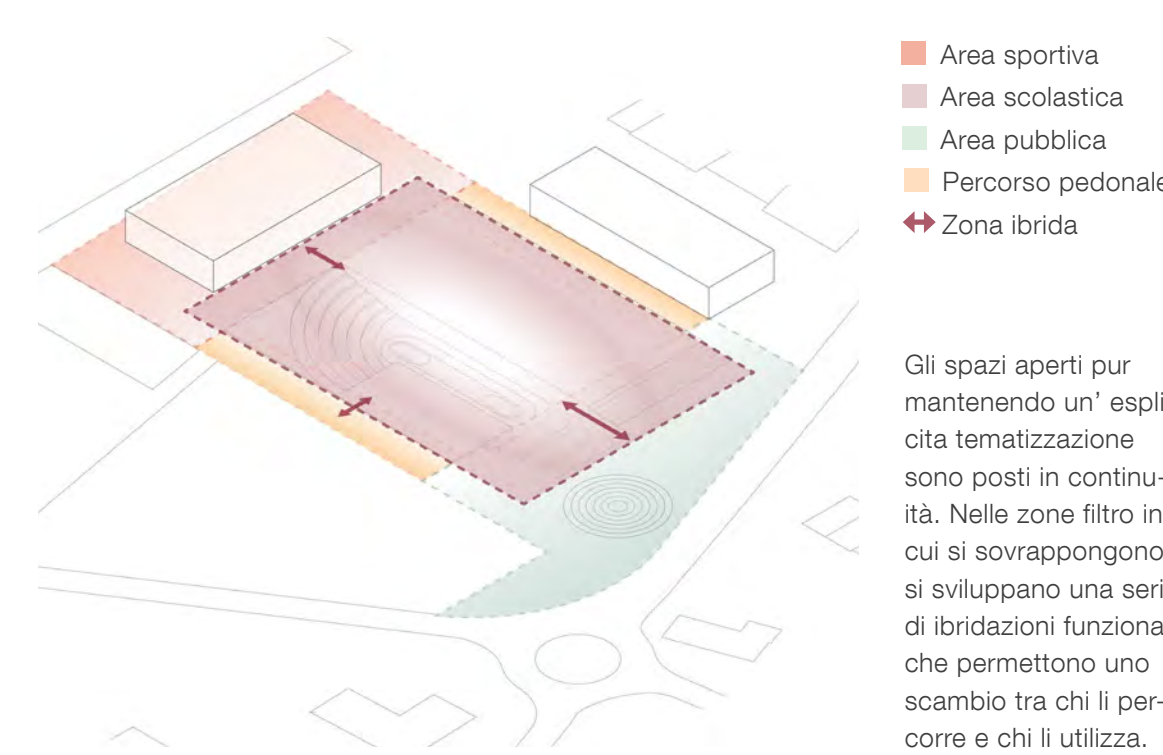 Area sportiva
Area scolastica
Area pubblica
Percorso pedonale
Zona ibrida
Gli spazi aperti pur
mantenendo un’ espli
cita tematizzazione
sono posti in continu-
ità. Nelle zone filtro in
cui si sovrappongono
si sviluppano una seri
di ibridazioni funziona
che permettono uno
scambio tra chi li per-
corre e chi li utilizza.